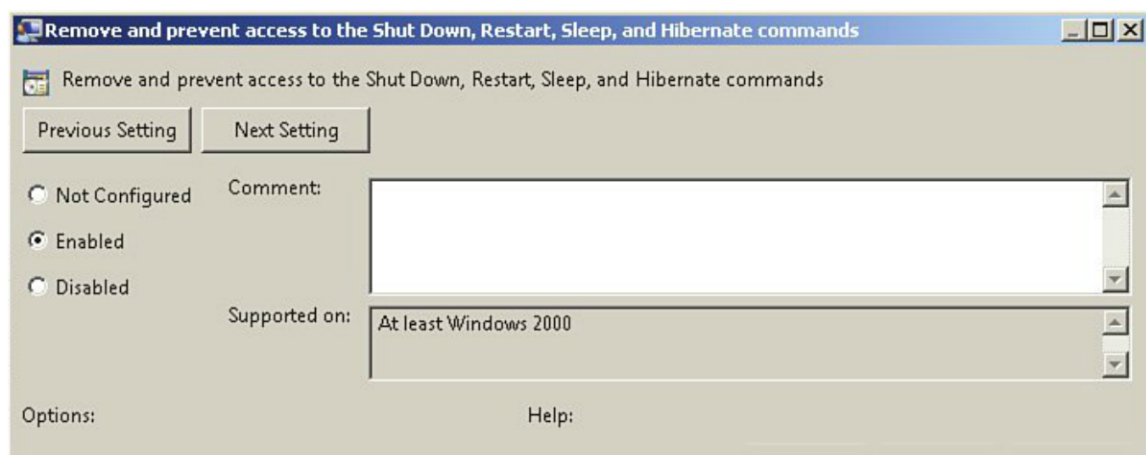 Remove and prevent access to the Shut Down, Restart, Sleep, and Hibernate commands
Remove and prevent access to the Shut Down, Restart, Sleep, and Hibernate commands
Previous Setting Next Setting
Not Configured Comment:
Enabled
Disabled
Supported on: At least Windows 2000
Options: Help: